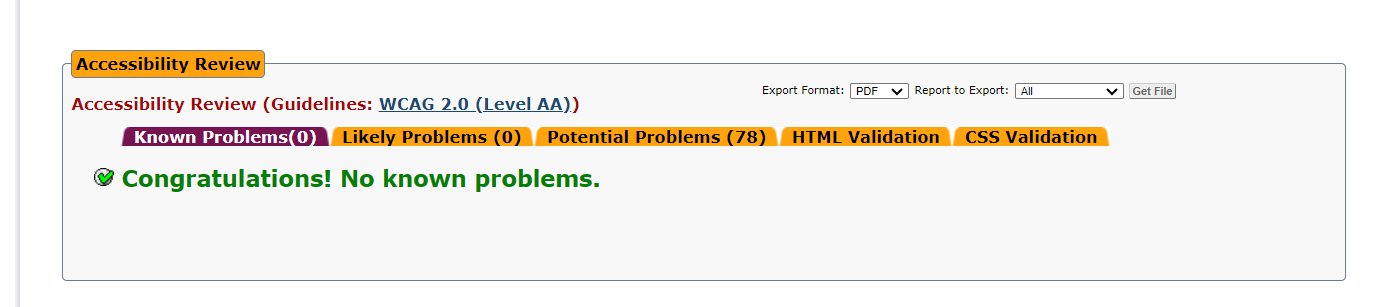 Accessibility Review
Export Format: PDF Report to Export: All Get File
Accessibility Review (Guidelines: WCAG 2.0 (Level AA))
Known Problems(0) Likely Problems (0) Potential Problems (78) HTML Validation CSS Validation
Congratulations! No known problems.